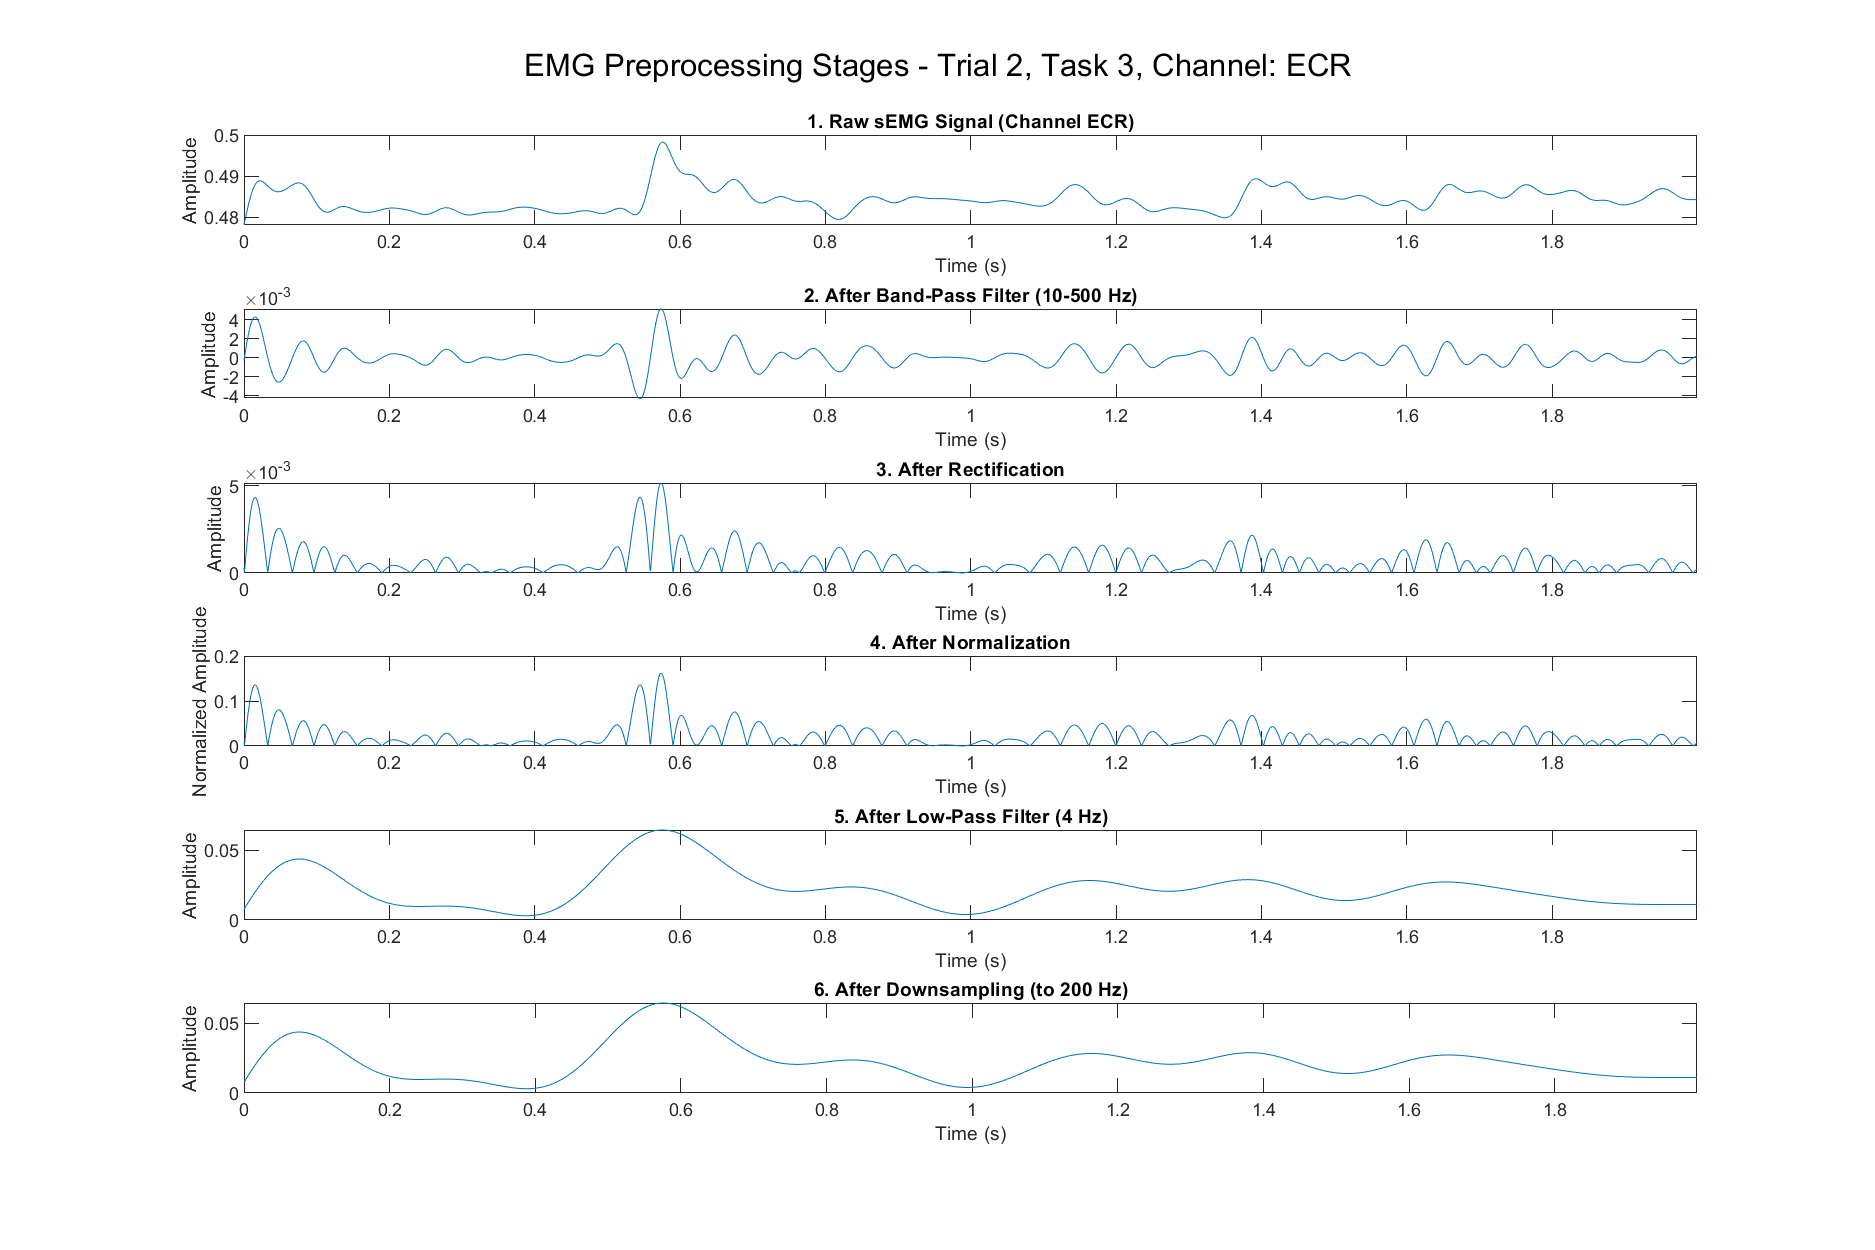 EMG Preprocessing Stages - Trial 2, Task 3, Channel: ECR
1. Raw sEMG Signal (Channel ECR)
Amplitude
0.5
0.49
0.48
0 0.2 0.4 0.6 0.8 1 1.2 1.4 1.6 1.8
Time (s)
2. After Band-Pass Filter (10-500 Hz)
×10-3
Amplitude
4
2
0
-2
-4
0 0.2 0.4 0.6 0.8 1 1.2 1.4 1.6 1.8
Time (s)
3. After Rectification
×10-3
Amplitude
5
0
0 0.2 0.4 0.6 0.8 1 1.2 1.4 1.6 1.8
Time (s)
4. After Normalization
Normalized Amplitude
0.2
0.1
0
0 0.2 0.4 0.6 0.8 1 1.2 1.4 1.6 1.8
Time (s)
5. After Low-Pass Filter (4 Hz)
Amplitude
0.05
0
0 0.2 0.4 0.6 0.8 1 1.2 1.4 1.6 1.8
Time (s)
6. After Downsampling (to 200 Hz)
Amplitude
0.05
0
0 0.2 0.4 0.6 0.8 1 1.2 1.4 1.6 1.8
Time (s)